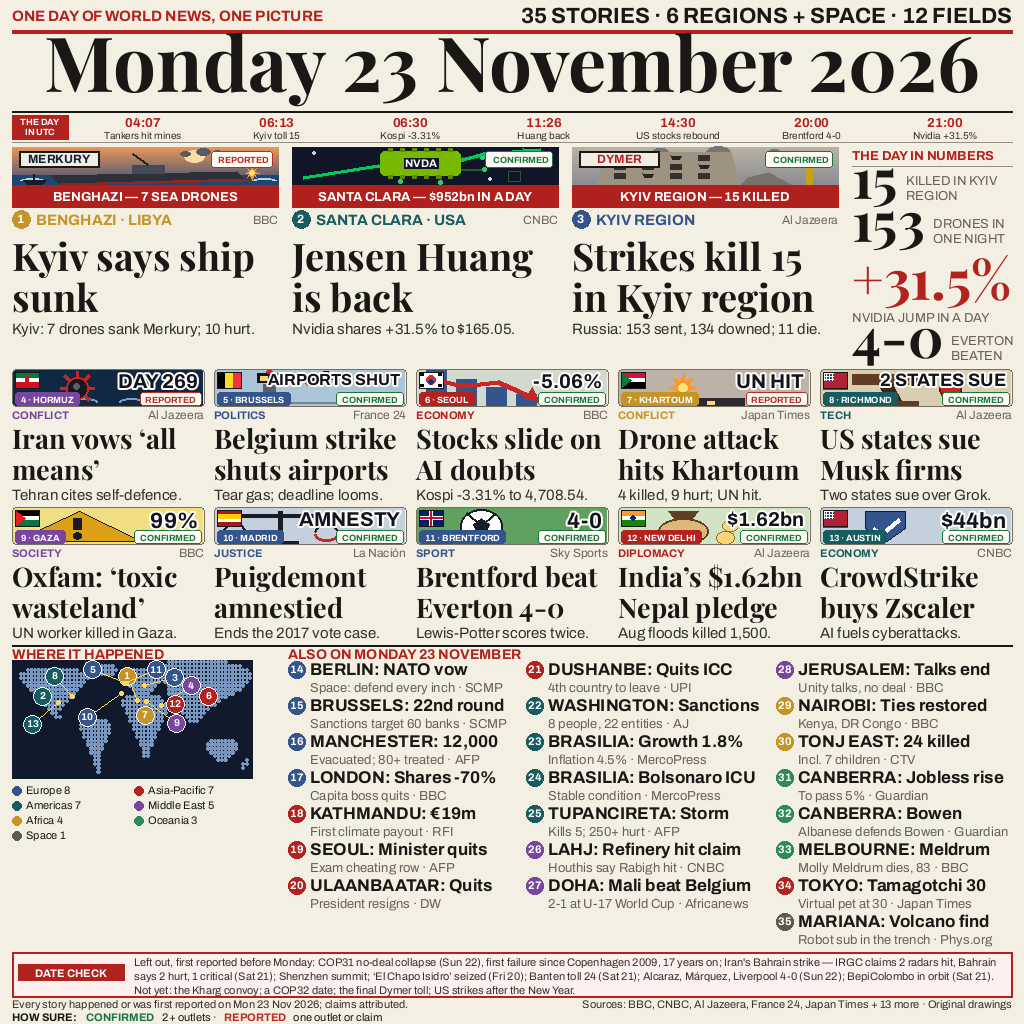 ONE DAY OF WORLD NEWS, ONE PICTURE
35 STORIES · 6 REGIONS + SPACE · 12 FIELDS
Monday 23 November 2026
THE DAY
IN UTC
04:07
Tankers hit mines
06:13
Kyiv toll 15
06:30
Kospi -3.31%
11:26
Huang back
14:30
US stocks rebound
20:00
Brentford 4-0
21:00
Nvidia +31.5%
MERKURY
REPORTED
BENGHAZI — 7 SEA DRONES
1 BENGHAZI · LIBYA
BBC
Kyiv says ship
sunk
Kyiv: 7 drones sank Merkury; 10 hurt.
NVDA
CONFIRMED
SANTA CLARA — $952bn IN A DAY
2 SANTA CLARA · USA
CNBC
Jensen Huang
is back
Nvidia shares +31.5% to $165.05.
DYMER
CONFIRMED
KYIV REGION — 15 KILLED
3 KYIV REGION
Al Jazeera
Strikes kill 15
in Kyiv region
Russia: 153 sent, 134 downed; 11 die.
THE DAY IN NUMBERS
15 KILLED IN KYIV
REGION
153 DRONES IN
ONE NIGHT
+31.5%
NVIDIA JUMP IN A DAY
4-0 EVERTON
BEATEN
DAY 269
4 · HORMUZ
REPORTED
CONFLICT
Al Jazeera
Iran vows ‘all
means’
Tehran cites self-defence.
AIRPORTS SHUT
5 · BRUSSELS
CONFIRMED
POLITICS
France 24
Belgium strike
shuts airports
Tear gas; deadline looms.
-5.06%
6 · SEOUL
CONFIRMED
ECONOMY
BBC
Stocks slide on
AI doubts
Kospi -3.31% to 4,708.54.
UN HIT
7 · KHARTOUM
REPORTED
CONFLICT
Japan Times
Drone attack
hits Khartoum
4 killed, 9 hurt; UN hit.
2 STATES SUE
8 · RICHMOND
CONFIRMED
TECH
Al Jazeera
US states sue
Musk firms
Two states sue over Grok.
99%
9 · GAZA
CONFIRMED
SOCIETY
BBC
Oxfam: ‘toxic
wasteland’
UN worker killed in Gaza.
AMNESTY
10 · MADRID
CONFIRMED
JUSTICE
La Nación
Puigdemont
amnestied
Ends the 2017 vote case.
4-0
11 · BRENTFORD
CONFIRMED
SPORT
Sky Sports
Brentford beat
Everton 4-0
Lewis-Potter scores twice.
$1.62bn
12 · NEW DELHI
CONFIRMED
DIPLOMACY
Al Jazeera
India’s $1.62bn
Nepal pledge
Aug floods killed 1,500.
$44bn
13 · AUSTIN
CONFIRMED
ECONOMY
CNBC
CrowdStrike
buys Zscaler
AI fuels cyberattacks.
WHERE IT HAPPENED
8
5
1
11
3
4
2
6
12
10
7
13
9
Europe 8
Asia-Pacific 7
Americas 7
Middle East 5
Africa 4
Oceania 3
Space 1
ALSO ON MONDAY 23 NOVEMBER
14 BERLIN: NATO vow
Space: defend every inch · SCMP
15 BRUSSELS: 22nd round
Sanctions target 60 banks · SCMP
16 MANCHESTER: 12,000
Evacuated; 80+ treated · AFP
17 LONDON: Shares -70%
Capita boss quits · BBC
18 KATHMANDU: €19m
First climate payout · RFI
19 SEOUL: Minister quits
Exam cheating row · AFP
20 ULAANBAATAR: Quits
President resigns · DW
21 DUSHANBE: Quits ICC
4th country to leave · UPI
22 WASHINGTON: Sanctions
8 people, 22 entities · AJ
23 BRASILIA: Growth 1.8%
Inflation 4.5% · MercoPress
24 BRASILIA: Bolsonaro ICU
Stable condition · MercoPress
25 TUPANCIRETA: Storm
Kills 5; 250+ hurt · AFP
26 LAHJ: Refinery hit claim
Houthis say Rabigh hit · CNBC
27 DOHA: Mali beat Belgium
2-1 at U-17 World Cup · Africanews
28 JERUSALEM: Talks end
Unity talks, no deal · BBC
29 NAIROBI: Ties restored
Kenya, DR Congo · BBC
30 TONJ EAST: 24 killed
Incl. 7 children · CTV
31 CANBERRA: Jobless rise
To pass 5% · Guardian
32 CANBERRA: Bowen
Albanese defends Bowen · Guardian
33 MELBOURNE: Meldrum
Molly Meldrum dies, 83 · BBC
34 TOKYO: Tamagotchi 30
Virtual pet at 30 · Japan Times
35 MARIANA: Volcano find
Robot sub in the trench · Phys.org
DATE CHECK
Left out, first reported before Monday: COP31 no-deal collapse (Sun 22), first failure since Copenhagen 2009, 17 years on; Iran's Bahrain strike — IRGC claims 2 radars hit, Bahrain
says 2 hurt, 1 critical (Sat 21); Shenzhen summit; ‘El Chapo Isidro’ seized (Fri 20); Banten toll 24 (Sat 21); Alcaraz, Márquez, Liverpool 4-0 (Sun 22); BepiColombo in orbit (Sat 21).
Not yet: the Kharg convoy; a COP32 date; the final Dymer toll; US strikes after the New Year.
Every story happened or was first reported on Mon 23 Nov 2026; claims attributed.
Sources: BBC, CNBC, Al Jazeera, France 24, Japan Times + 13 more · Original drawings
HOW SURE: CONFIRMED 2+ outlets · REPORTED one outlet or claim